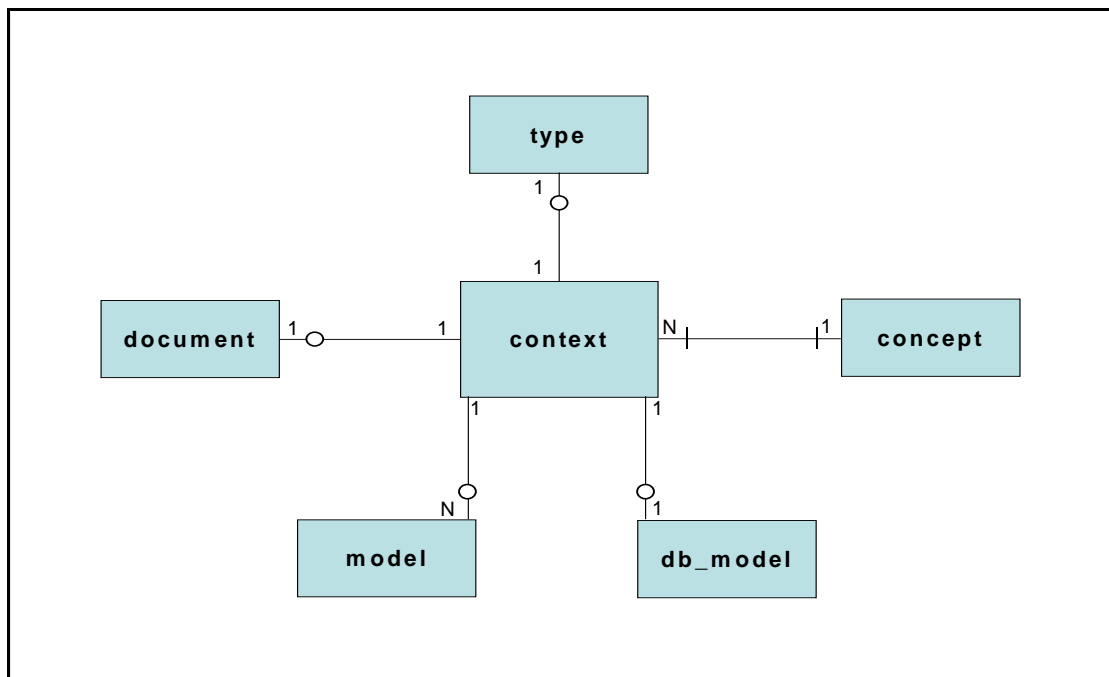 type
1
1
document
1
1
context
N
1
concept
1
1
N
1
model
db_model